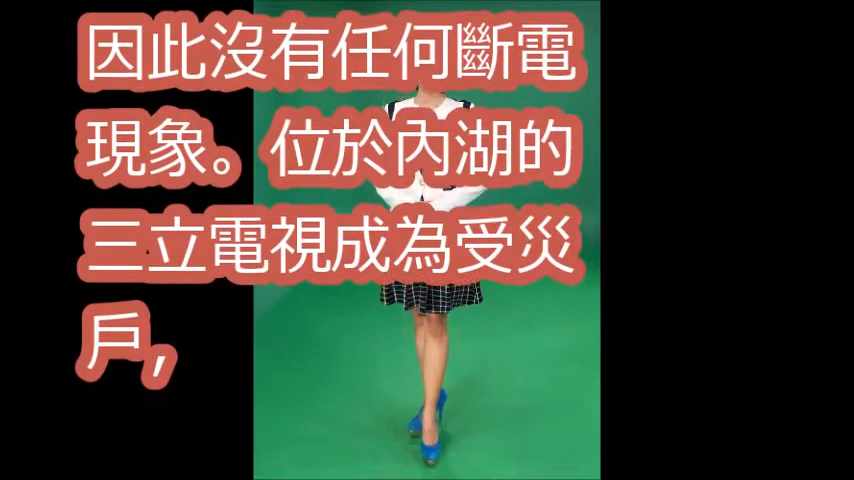 因此沒有任何斷電
現象。位於內湖的
三立電視成為受災
戶,